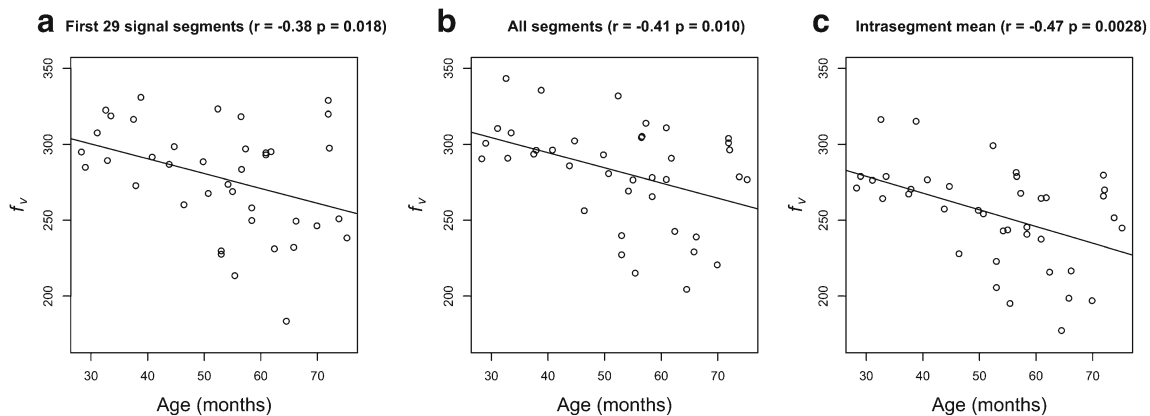 a First 29 signal segments (r = -0.38 p = 0.018)
350
300
250
200
fv
30 40 50 60 70
Age (months)
b All segments (r = -0.41 p = 0.010)
350
300
250
200
fv
30 40 50 60 70
Age (months)
c Intrasegment mean (r = -0.47 p = 0.0028)
350
300
250
200
fv
30 40 50 60 70
Age (months)